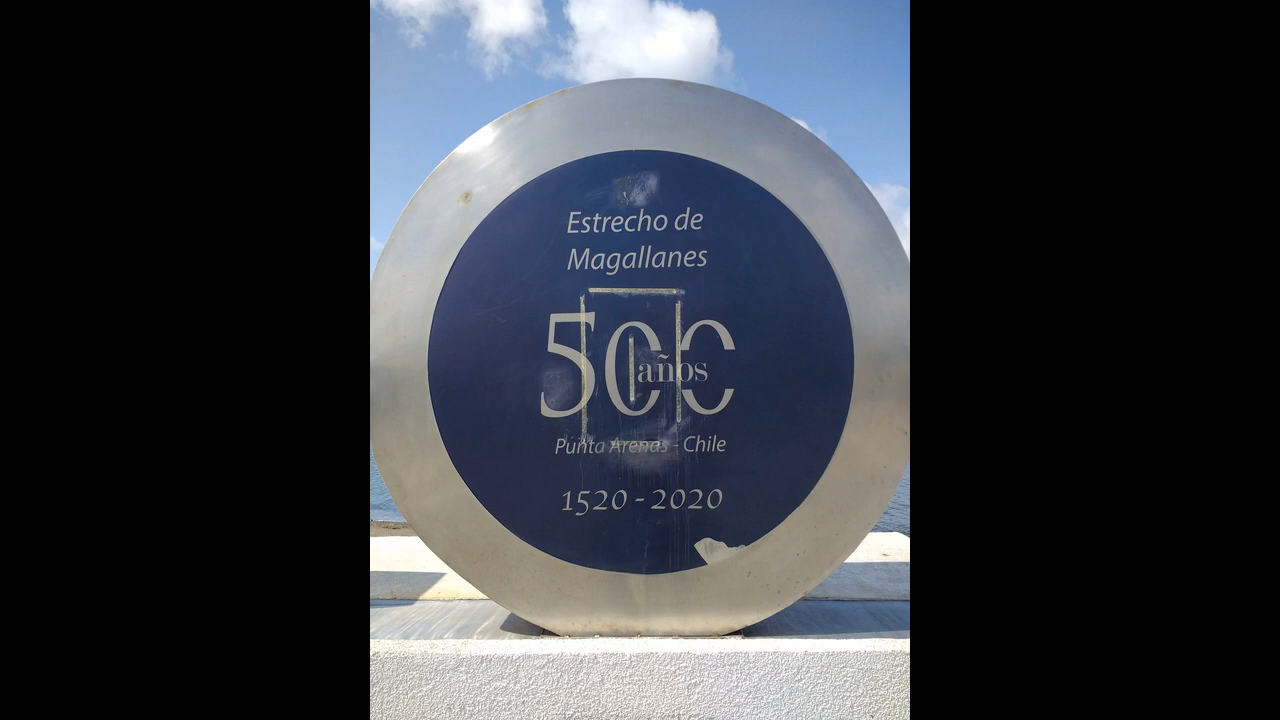 Estrecho de
Magallanes
500
años
Punta Arenas - Chile
1520 - 2020